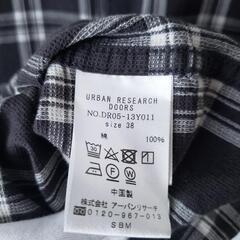 URBAN RESEARCH
DOORS
NO.DR05-13Y011
size 38
綿 100%
中国製
株式会社 アーバンリサーチ
0120-967-013
SBM